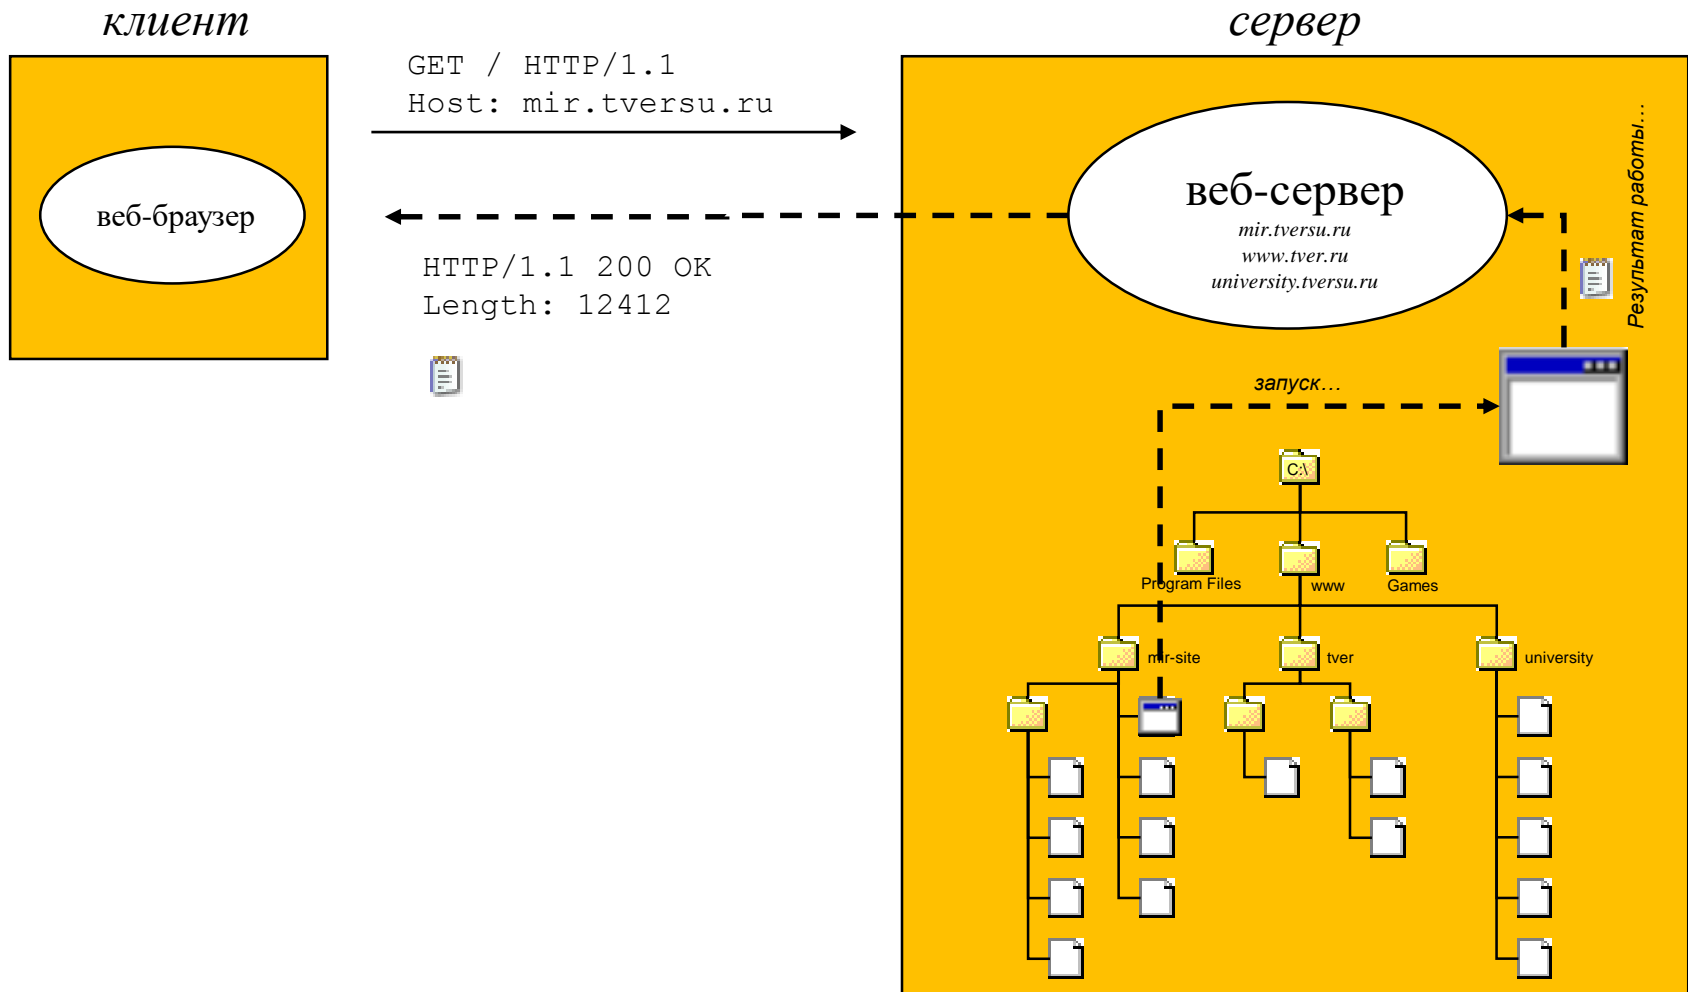 клиент
сервер
GET / HTTP/1.1
Host: mir.tversu.ru
веб-браузер
HTTP/1.1 200 OK
Length: 12412
веб-сервер
mir.tversu.ru
www.tver.ru
university.tversu.ru
Результат работы…
запуск…
C:\
Program Files
www
Games
mir-site
tver
university